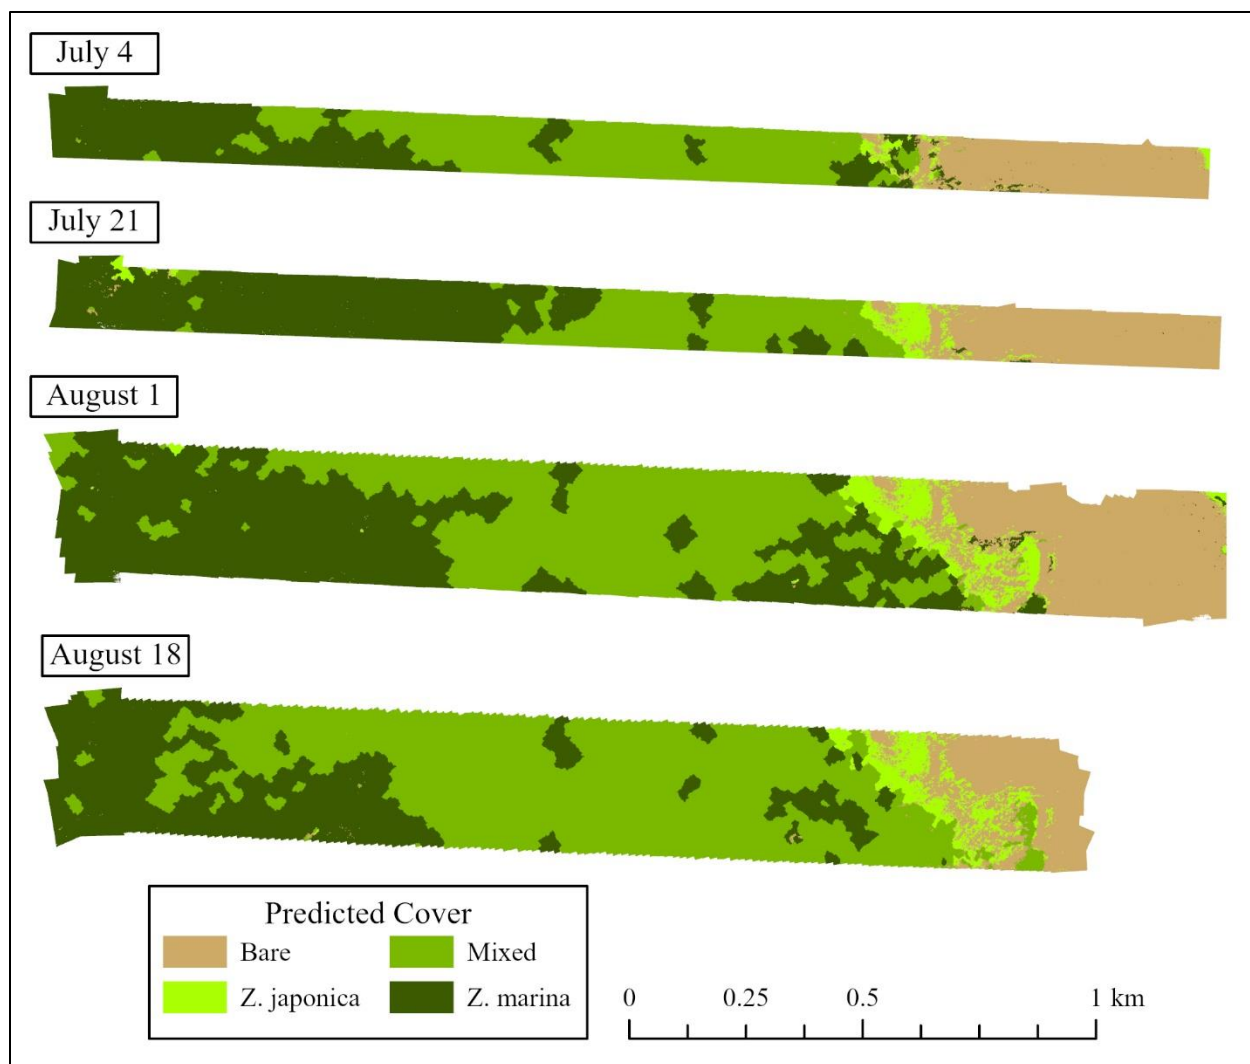 July 4
July 21
August 1
August 18
Predicted Cover
Bare
Mixed
Z. japonica
Z. marina
0
0.25
0.5
1 km